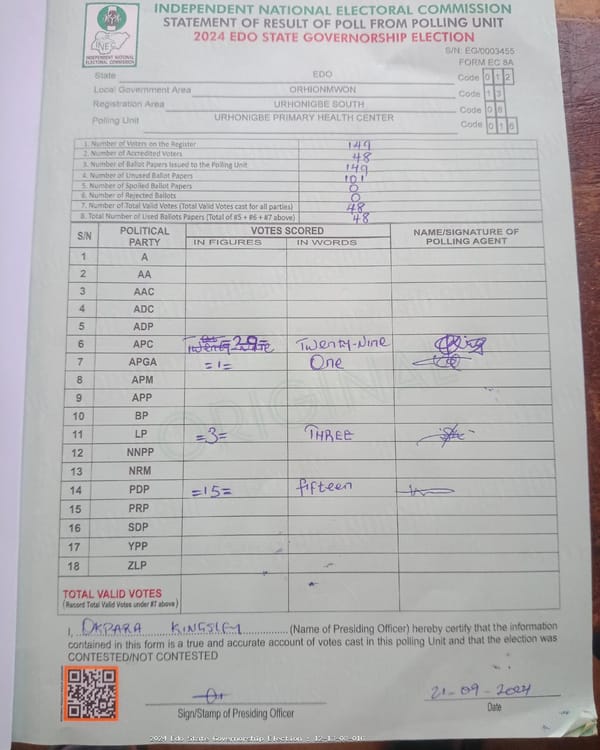 INDEPENDENT NATIONAL ELECTORAL COMMISSION
STATEMENT OF RESULT OF POLL FROM POLLING UNIT
2024 EDO STATE GOVERNORSHIP ELECTION
INEC
INDEPENDENT NATIONAL ELECTORAL COMMISSION
S/N: EG/0003455
FORM EC 8A
State EDO Code 0 1 2
Local Government Area ORHIONMWON Code 1 3
Registration Area URHONIGBE SOUTH Code 0 8
Polling Unit URHONIGBE PRIMARY HEALTH CENTER Code 0 1 6
1. Number of Voters on the Register 149
2. Number of Accredited Voters 48
3. Number of Ballot Papers Issued to the Polling Unit 149
4. Number of Unused Ballot Papers 101
5. Number of Spoiled Ballot Papers 0
6. Number of Rejected Ballots 0
7. Number of Total Valid Votes (Total Valid Votes cast for all parties) 48
8. Total Number of Used Ballots Papers (Total of #5 + #6 + #7 above) 48
S/N POLITICAL PARTY VOTES SCORED NAME/SIGNATURE OF POLLING AGENT
IN FIGURES IN WORDS
1 A
2 AA
3 AAC
4 ADC
5 ADP
6 APC =29= Twenty-Nine Twenty-Nine
7 APGA =1= One
8 APM
9 APP
10 BP
11 LP =3= THREE
12 NNPP
13 NRM
14 PDP =15= fifteen
15 PRP
16 SDP
17 YPP
18 ZLP
ORIGINAL
TOTAL VALID VOTES
(Record Total Valid Votes under #7 above)
I, OKPARA KINGSLEY (Name of Presiding Officer) hereby certify that the information
contained in this form is a true and accurate account of votes cast in this polling Unit and that the election was
CONTESTED/NOT CONTESTED
21-09-2024
Sign/Stamp of Presiding Officer Date
2024 Edo State Governorship Election - 12-13-08-016